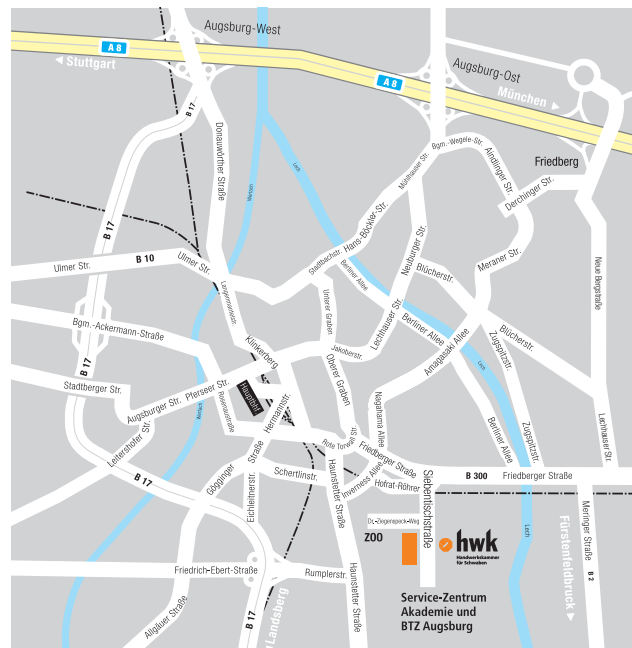 Augsburg-West
A 8
Stuttgart
A 8
Augsburg-Ost
München
B 17
Donauwörther Straße
Wertach
Lech
Mühlhauser Str.
Bgm.-Wegele-Str.
Aindlinger Str.
Friedberg
Derchinger Str.
B 17
Hans-Böckler-Str.
Stadtbachstr.
Neuburger Str.
Meraner Str.
Neue Bergstraße
Ulmer Str.
B 10
Ulmer Str.
Langenmantelstr.
Berliner Allee
Blücherstr.
Unterer Graben
Bgm.-Ackermann-Straße
Klinkerberg
Jakoberstr.
Lechhauser Str.
Berliner Allee
Amagasaki Allee
Lech
Zugspitzstr.
Blücherstr.
B 17
Stadtberger Str.
Augsburger Str.
Pferseer Str.
Hauptbhf
Rosenaustraße
Oberer Graben
Nagahama Allee
Lechhauser Str.
Leitershofer Str.
Hermannstr.
Rote Torwall Str.
Friedberger Straße
Berliner Allee
Zugspitzstr.
B 17
Gögginger Straße
Schertlinstr.
Haunstetter Straße
Inverness Allee
Hofrat-Röhrer
B 300
Friedberger Straße
Eichleitnerstr.
Siebentischstraße
Dr.-Ziegenspeck-Weg
ZOO
hwk
Handwerkskammer
für Schwaben
Lech
Fürstenfeldbruck
Meringer Straße
B 2
Friedrich-Ebert-Straße
Rumplerstr.
Haunstetter Straße
Allgäuer Straße
B 17
Landsberg
Service-Zentrum
Akademie und
BTZ Augsburg